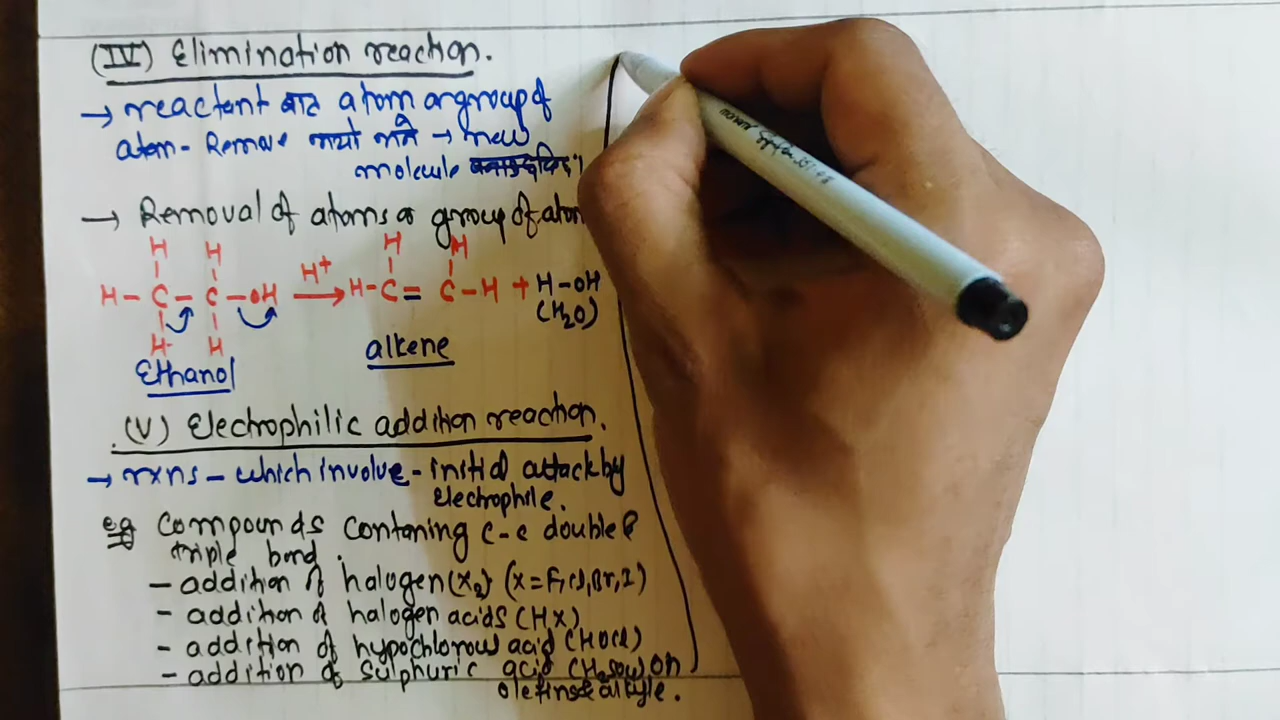 (IV) Elimination reaction.
→ reactant बाट atom or group of
atom - Remove गर्यो भने → new
molecule
→ Removal of atoms or group of atom
H H H H
H - C - C - OH H+ → H - C = C - H + H - OH
H H (H2O)
Ethanol alkene
(V) Electrophilic addition reaction.
→ rxns - which involve - initial attack by
Electrophile.
eg Compounds contaning c-c double &
triple bond.
- addition of halogen (X2) (X = F, Cl, Br, I)
- addition of halogen acids (HX)
- addition of hypochlorous acid (HOCl)
- addition of sulphuric acid (H2SO4) on
olefins &